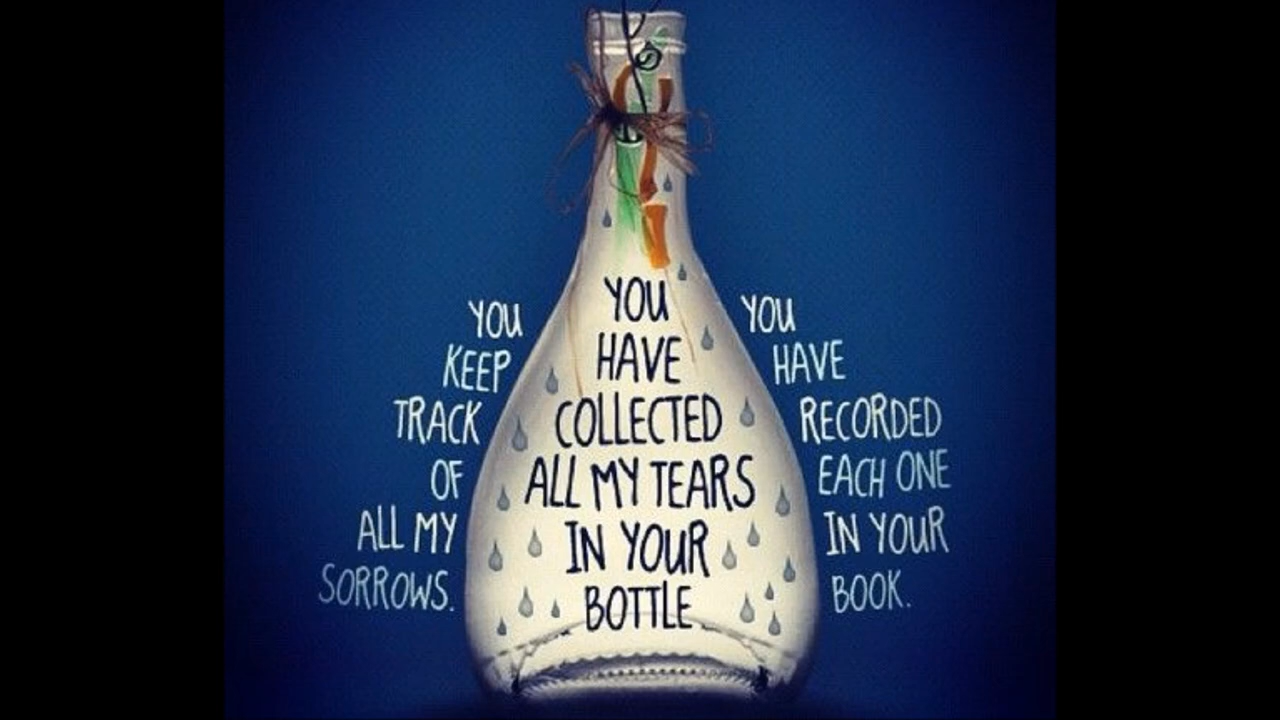 YOU
KEEP
TRACK
OF
ALL MY
SORROWS.
YOU
HAVE
COLLECTED
ALL MY TEARS
IN YOUR
BOTTLE
YOU
HAVE
RECORDED
EACH ONE
IN YOUR
BOOK.